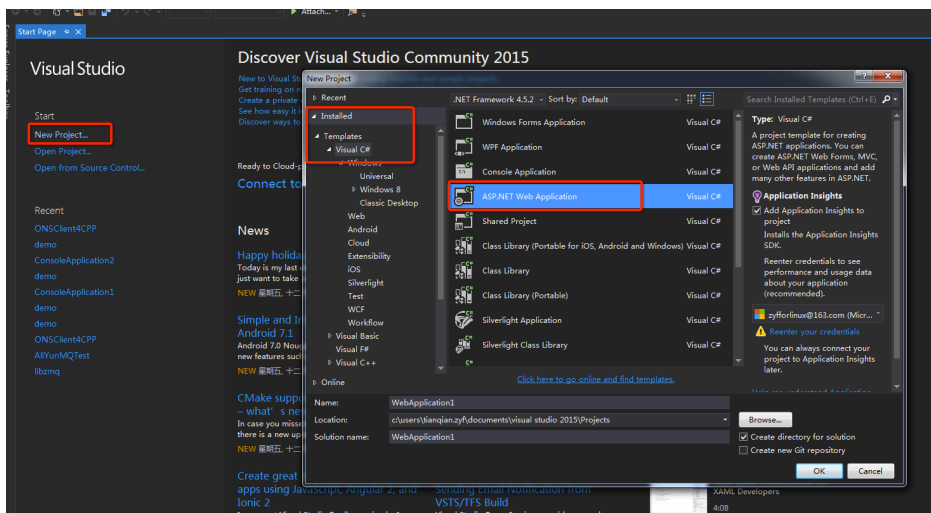 Attach...
Start Page
Visual Studio
Start
New Project...
Open Project...
Open from Source Control...
Recent
ONSClient4CPP
demo
ConsoleApplication2
demo
ConsoleApplication1
demo
demo
ONSClient4CPP
AliYunMQTest
libzmq
Discover Visual Studio Community 2015
New to Visual
Get training on
Create a private
See how easy it
Discover ways to
Ready to Cloud-p
Connect to
News
Happy holida
Today is my last
just want to take
NEW 星期五, 十二
Simple and In
Android 7.1
Android 7.0 Noug
new features such
NEW 星期五, 十二
CMake suppo
– what's ne
In case you misse
there is a new up
NEW 星期五, 十二
Create great
apps using JavaScript, Angular 2, and
Ionic 2
Sending Email Notification from
VSTS/TFS Build
XAML Developers
4:08
New Project
Recent
Installed
Templates
Visual C#
Windows
Universal
Windows 8
Classic Desktop
Web
Android
Cloud
Extensibility
iOS
Silverlight
Test
WCF
Workflow
Visual Basic
Visual F#
Visual C++
Online
.NET Framework 4.5.2
Sort by: Default
Search Installed Templates (Ctrl+E)
Windows Forms Application Visual C#
WPF Application Visual C#
Console Application Visual C#
ASP.NET Web Application Visual C#
Shared Project Visual C#
Class Library (Portable for iOS, Android and Windows) Visual C#
Class Library Visual C#
Class Library (Portable) Visual C#
Silverlight Application Visual C#
Silverlight Class Library Visual C#
Click here to go online and find templates.
Type: Visual C#
A project template for creating
ASP.NET applications. You can
create ASP.NET Web Forms, MVC,
or Web API applications and add
many other features in ASP.NET.
Application Insights
Add Application Insights to
project
Installs the Application Insights
SDK.
Reenter credentials to see
performance and usage data
about your application
(recommended).
zyfforlinux@163.com (Micr...
Reenter your credentials
You can always connect your
project to Application Insights
later.
Help me understand Application
Name: WebApplication1
Location: c:\users\tianqian.zyf\documents\visual studio 2015\Projects
Browse...
Solution name: WebApplication1
Create directory for solution
Create new Git repository
OK
Cancel